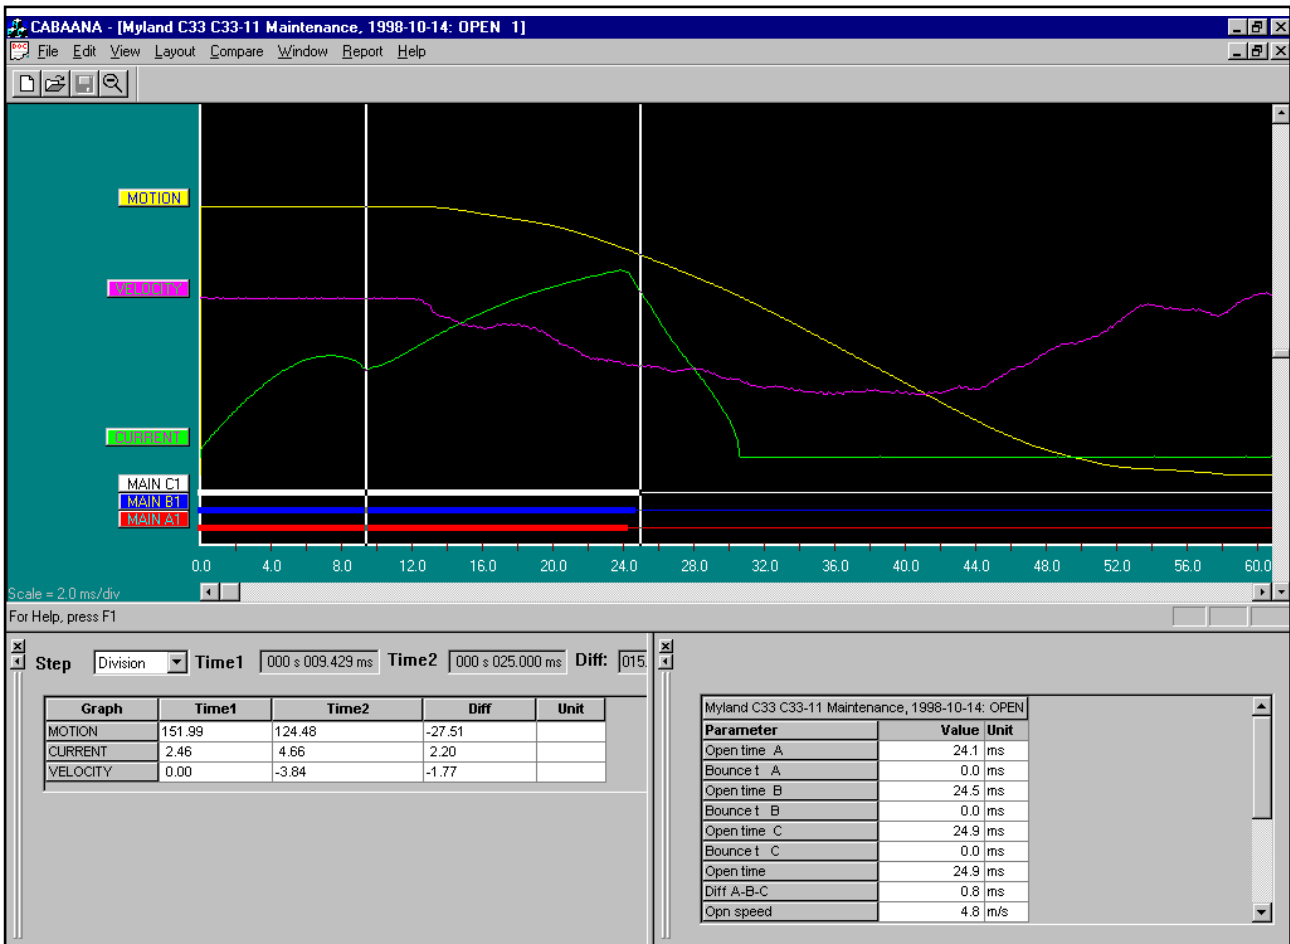 CABAANA - [Myland C33 C33-11 Maintenance, 1998-10-14: OPEN 1]
DOC File Edit View Layout Compare Window Report Help
MOTION
VELOCITY
CURRENT
MAIN C1
MAIN B1
MAIN A1
0.0 4.0 8.0 12.0 16.0 20.0 24.0 28.0 32.0 36.0 40.0 44.0 48.0 52.0 56.0 60.0
Scale = 2.0 ms/div
For Help, press F1
Step Division Time1 000 s 009.429 ms Time2 000 s 025.000 ms Diff: 015.
Graph Time1 Time2 Diff Unit
MOTION 151.99 124.48 -27.51
CURRENT 2.46 4.66 2.20
VELOCITY 0.00 -3.84 -1.77
Myland C33 C33-11 Maintenance, 1998-10-14: OPEN
Parameter Value Unit
Open time A 24.1 ms
Bounce t A 0.0 ms
Open time B 24.5 ms
Bounce t B 0.0 ms
Open time C 24.9 ms
Bounce t C 0.0 ms
Open time 24.9 ms
Diff A-B-C 0.8 ms
Opn speed 4.8 m/s